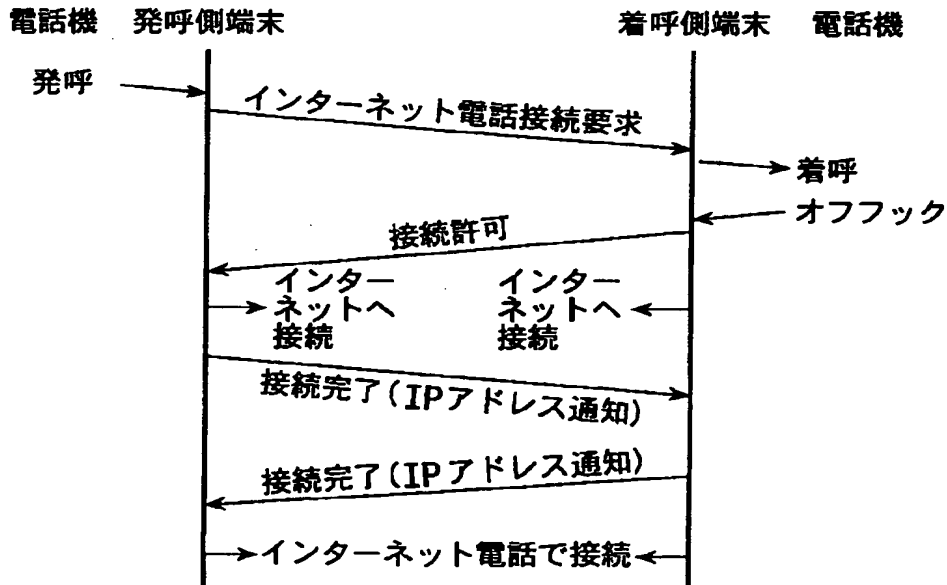 電話機 発呼側端末 着呼側端末 電話機
発呼
インターネット電話接続要求
着呼
オフフック
接続許可
インター
ネットへ
接続
インター
ネットへ
接続
接続完了(IPアドレス通知)
接続完了(IPアドレス通知)
インターネット電話で接続